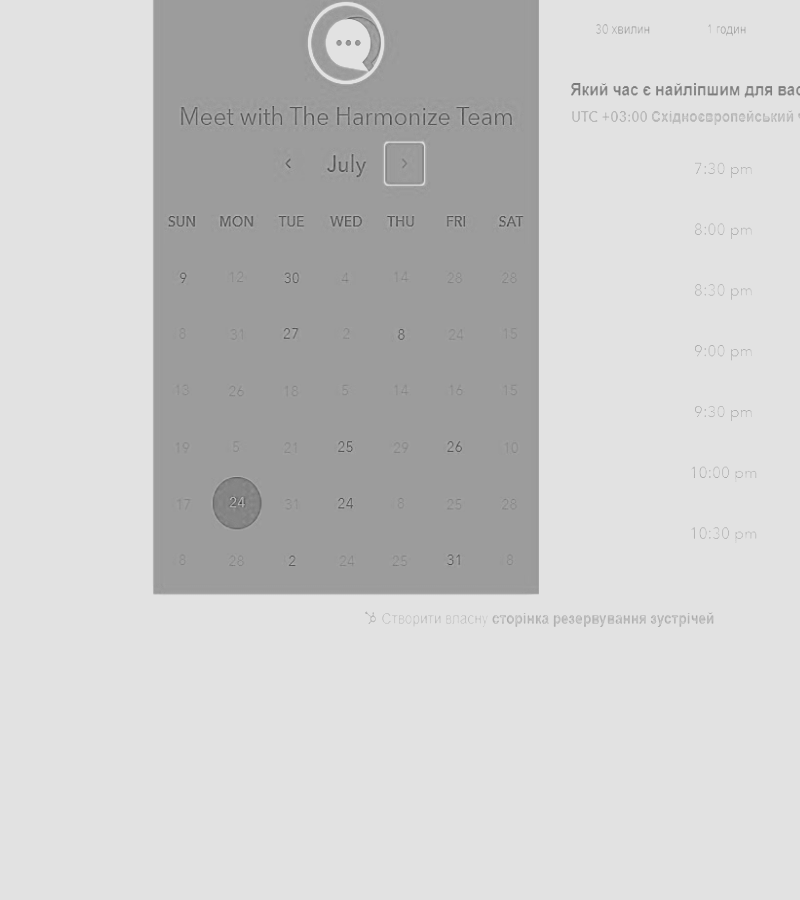 30 хвилин 1 годин
Який час є найліпшим для вас
UTC +03:00 Східноєвропейський ч
Meet with The Harmonize Team
July
SUN MON TUE WED THU FRI SAT
9 12 30 4 14 28 28
8 31 27 2 8 24 15
13 26 18 5 14 16 15
19 5 21 25 29 26 10
17 24 31 24 8 25 28
8 28 2 24 25 31 8
7:30 pm
8:00 pm
8:30 pm
9:00 pm
9:30 pm
10:00 pm
10:30 pm
Створити власну сторінка резервування зустрічей